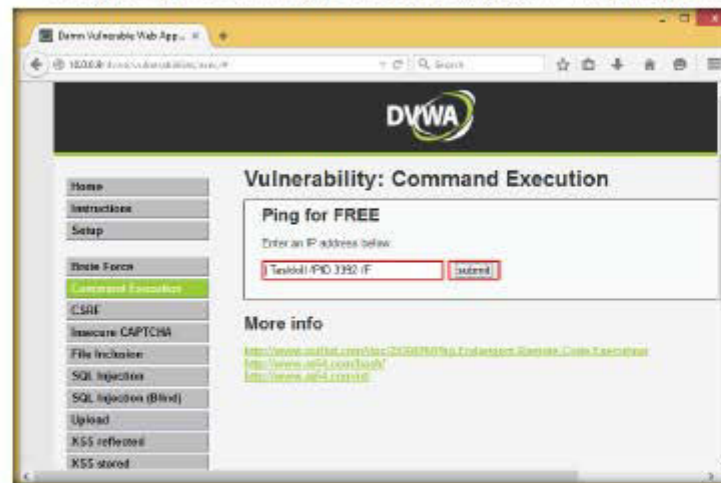 Damn Vulnerable Web App...
Search
DVWA
Home
Instructions
Setup
Brute Force
Command Execution
CSRF
Insecure CAPTCHA
File Inclusion
SQL Injection
SQL Injection (Blind)
Upload
XSS reflected
XSS stored
Vulnerability: Command Execution
Ping for FREE
Enter an IP address below:
| Taskkill /PID 3392 /F
submit
More info